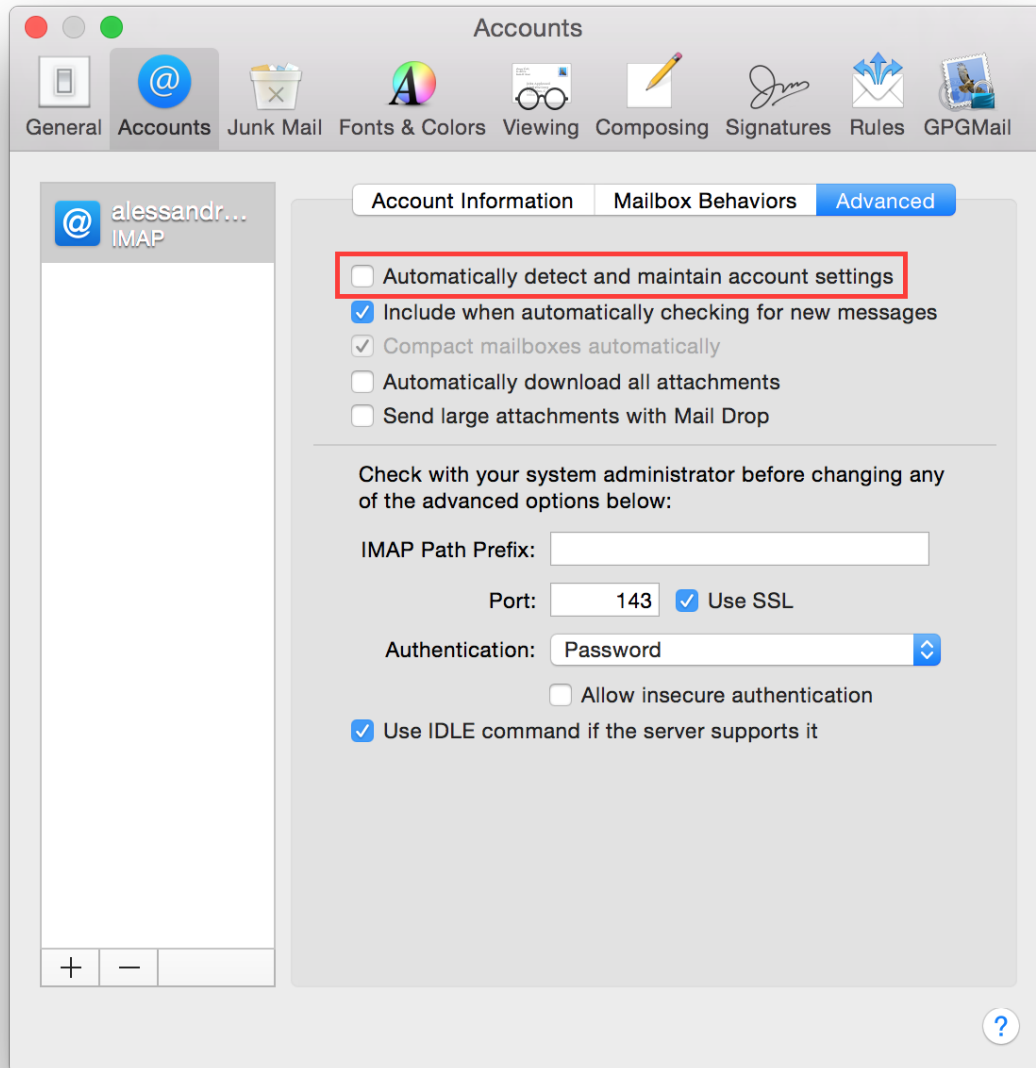 Accounts
General Accounts Junk Mail Fonts & Colors Viewing Composing Signatures Rules GPGMail
alessandr...
IMAP
Account Information Mailbox Behaviors Advanced
Automatically detect and maintain account settings
Include when automatically checking for new messages
Compact mailboxes automatically
Automatically download all attachments
Send large attachments with Mail Drop
Check with your system administrator before changing any
of the advanced options below:
IMAP Path Prefix:
Port: 143 Use SSL
Authentication: Password
Allow insecure authentication
Use IDLE command if the server supports it
+ −
?